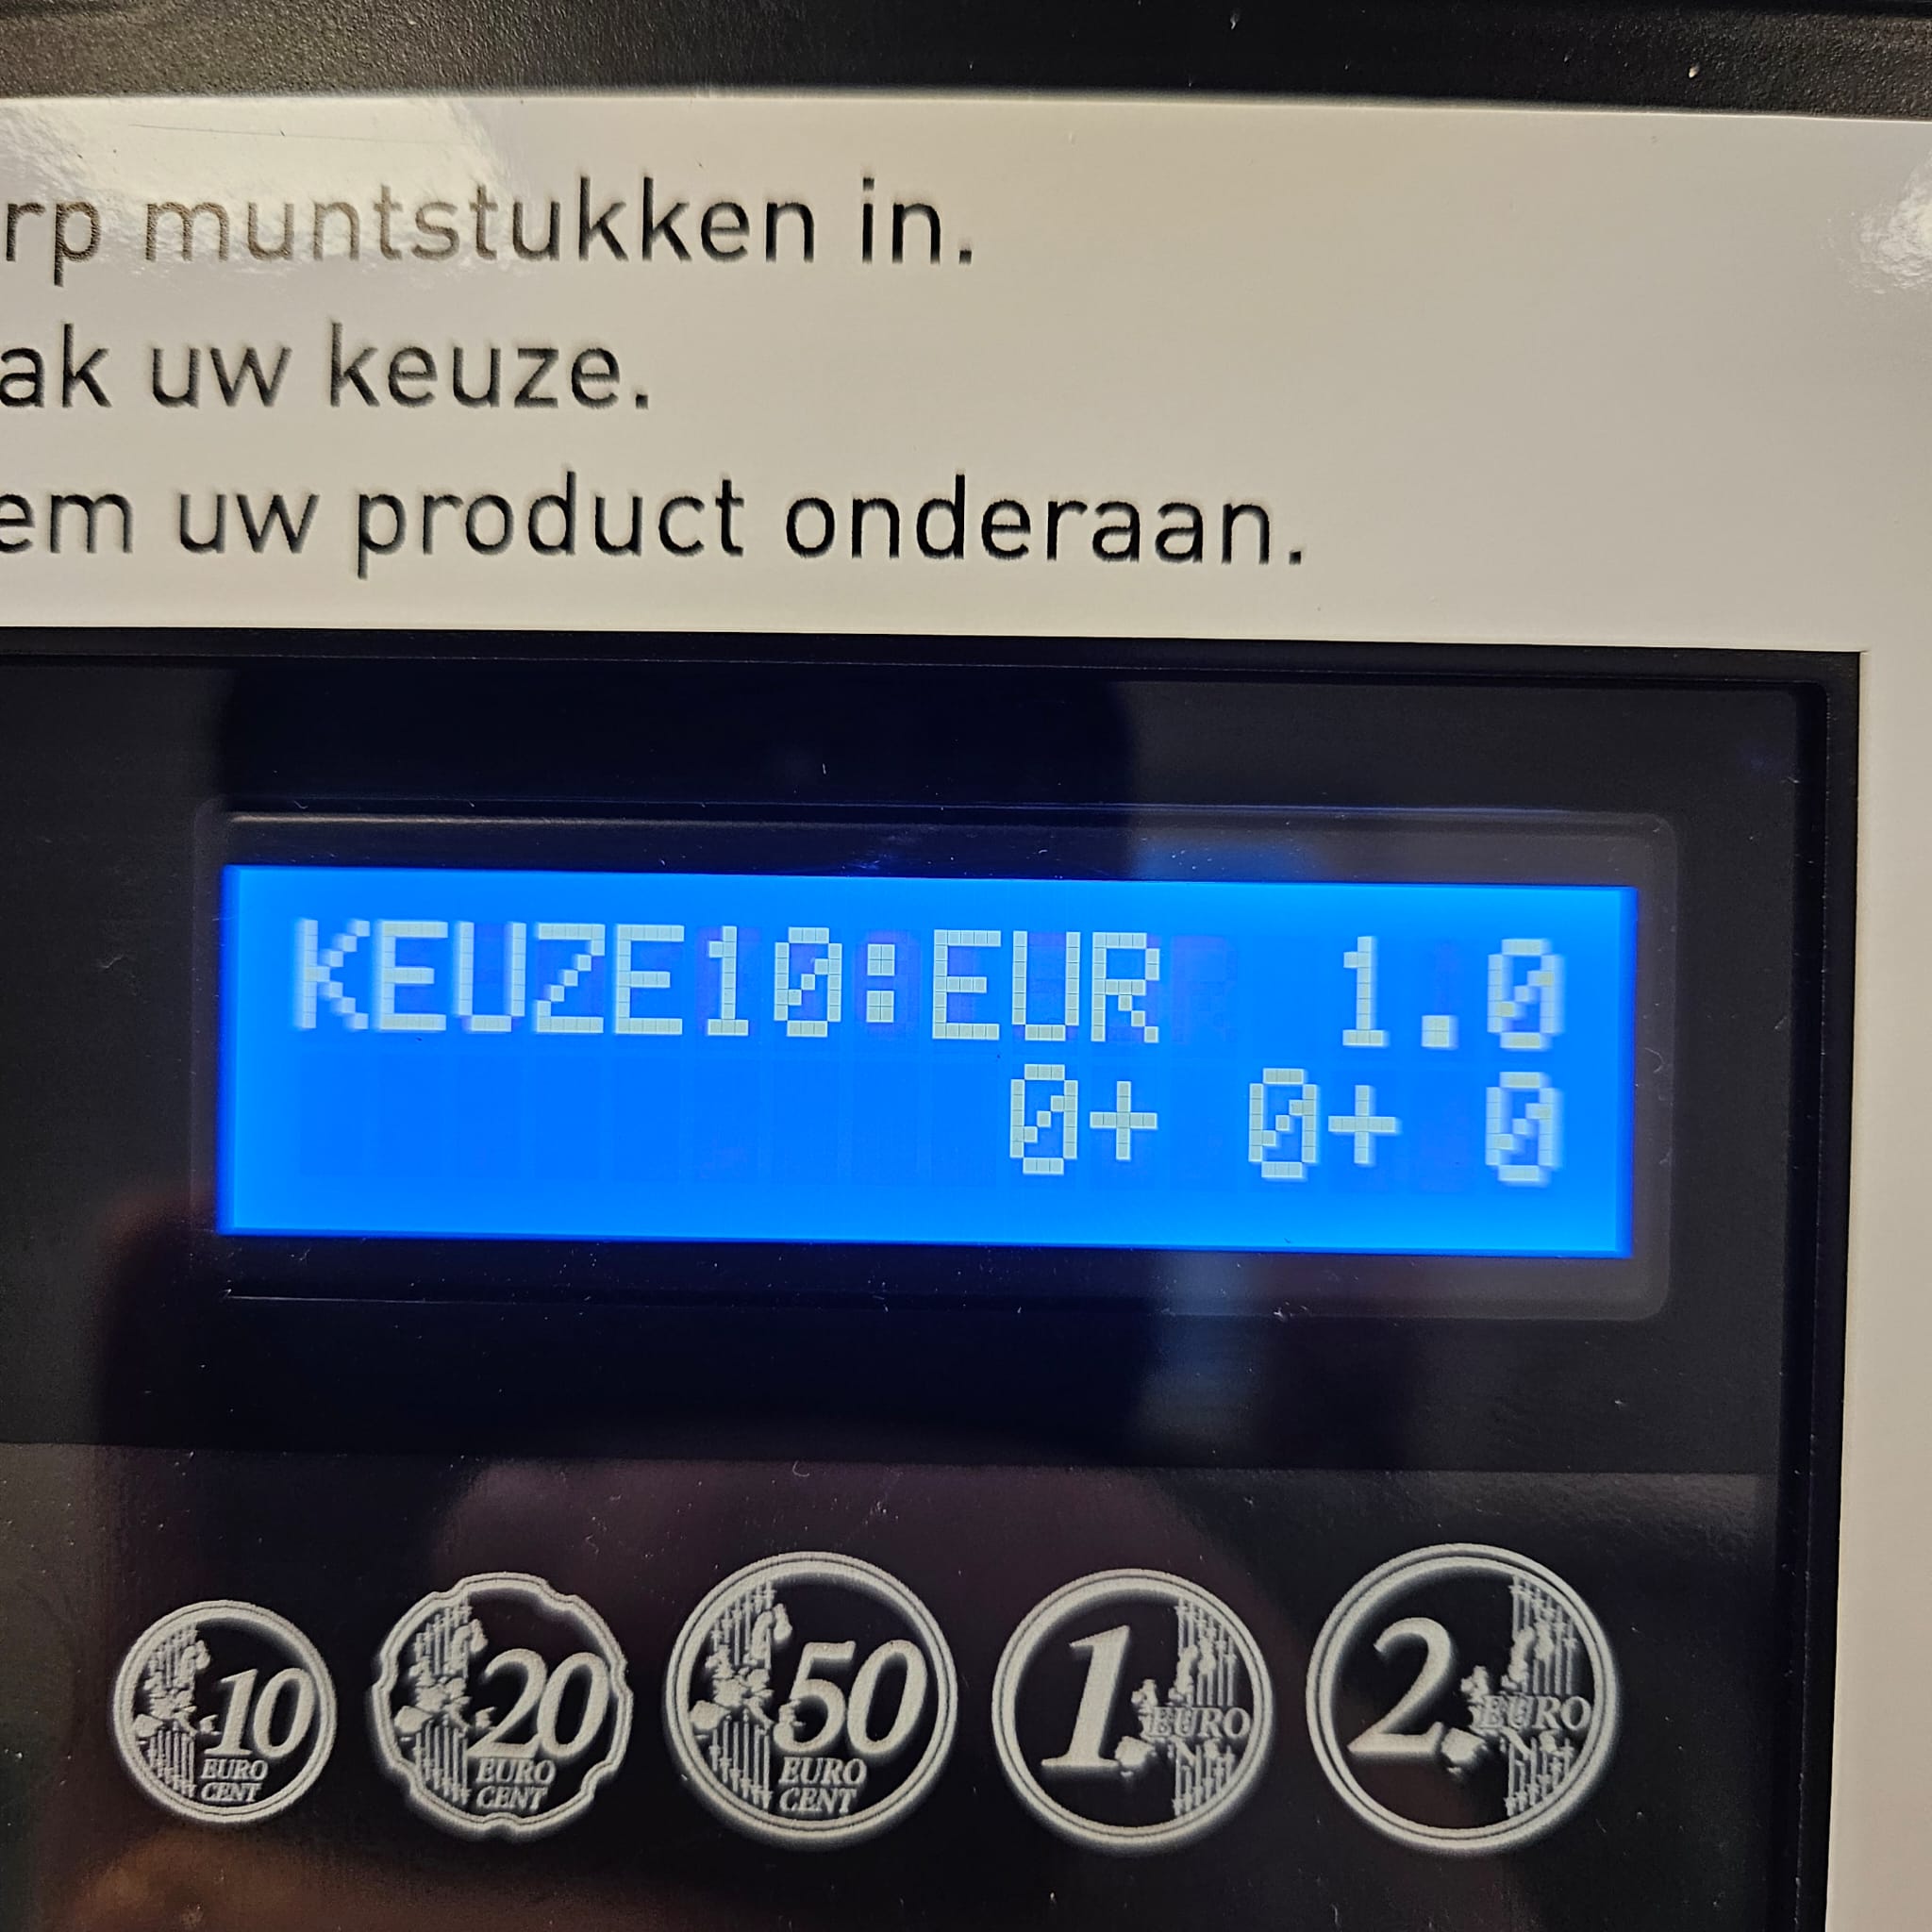 rp muntstukken in.
ak uw keuze.
em uw product onderaan.
KEUZE10:EUR 1.0
0+ 0+ 0
10 EURO CENT
20 EURO CENT
50 EURO CENT
1 EURO
2 EURO